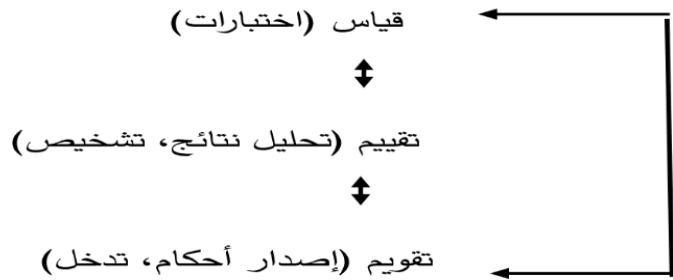 قياس (اختبارات)
تقييم (تحليل نتائج، تشخيص)
تقويم (إصدار أحكام، تدخل)